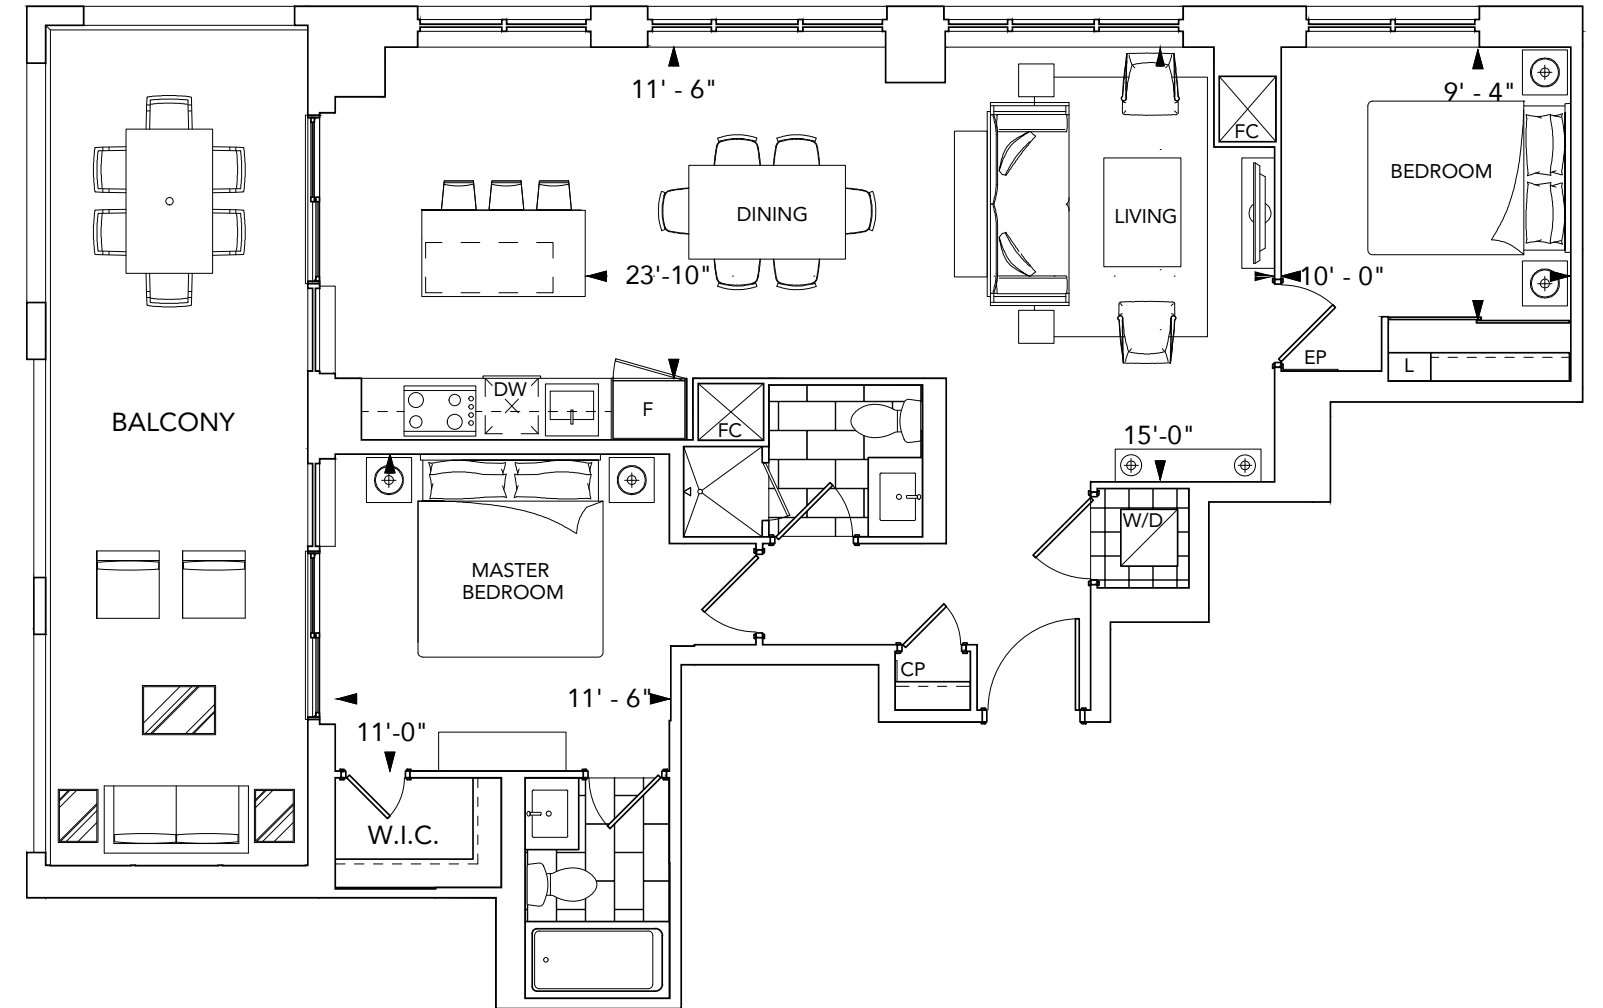 11' - 6"
9' - 4"
FC
BEDROOM
DINING
LIVING
23'-10"
10' - 0"
EP
L
DW
F
FC
BALCONY
15'-0"
W/D
MASTER
BEDROOM
CP
11' - 6"
11'-0"
W.I.C.